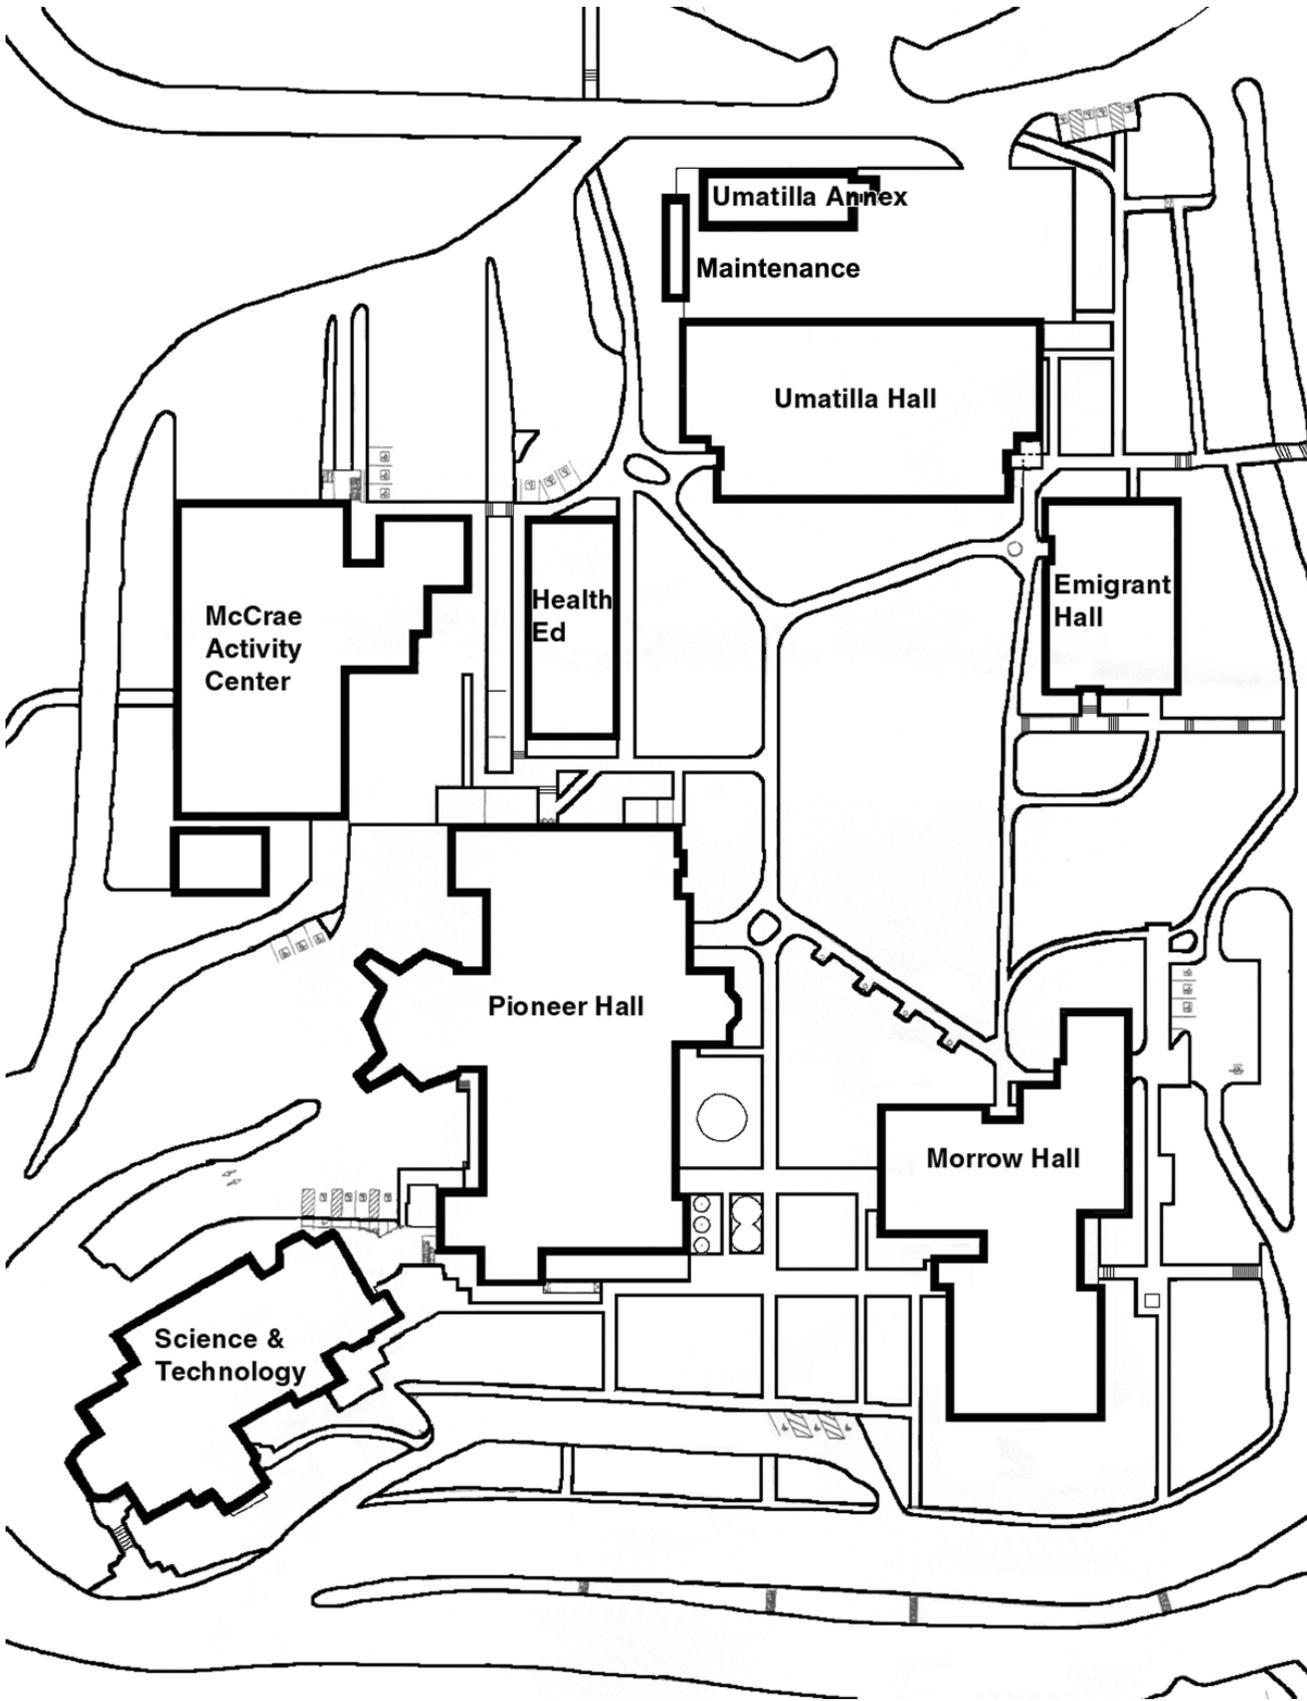 Umatilla Annex
Maintenance
Umatilla Hall
Emigrant
Hall
Health
Ed
McCrae
Activity
Center
Pioneer Hall
Morrow Hall
Science &
Technology